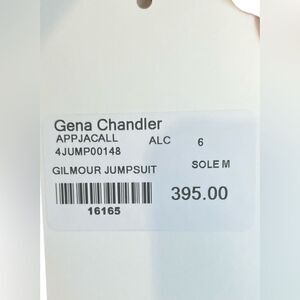 Gena Chandler
APPJACALL ALC 6
4JUMP00148
GILMOUR JUMPSUIT SOLE M
16165 395.00